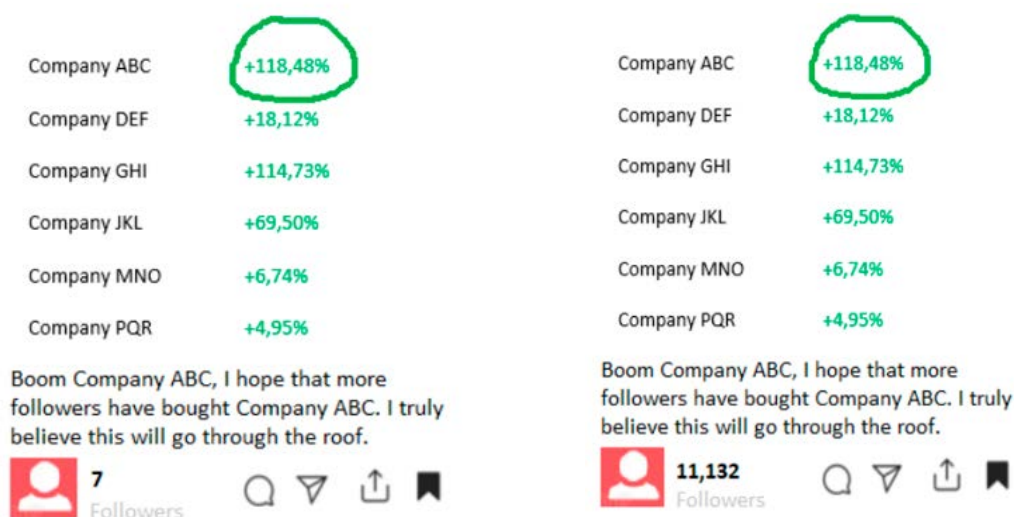 Company ABC +118,48%
Company DEF +18,12%
Company GHI +114,73%
Company JKL +69,50%
Company MNO +6,74%
Company PQR +4,95%
Boom Company ABC, I hope that more
followers have bought Company ABC. I truly
believe this will go through the roof.
7
Followers
Company ABC +118,48%
Company DEF +18,12%
Company GHI +114,73%
Company JKL +69,50%
Company MNO +6,74%
Company PQR +4,95%
Boom Company ABC, I hope that more
followers have bought Company ABC. I truly
believe this will go through the roof.
11,132
Followers